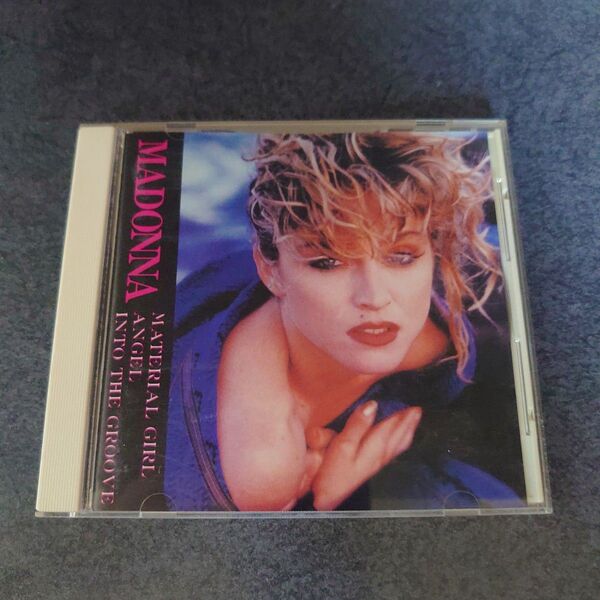 MADONNA
MATERIAL GIRL
ANGEL
INTO THE GROOVE